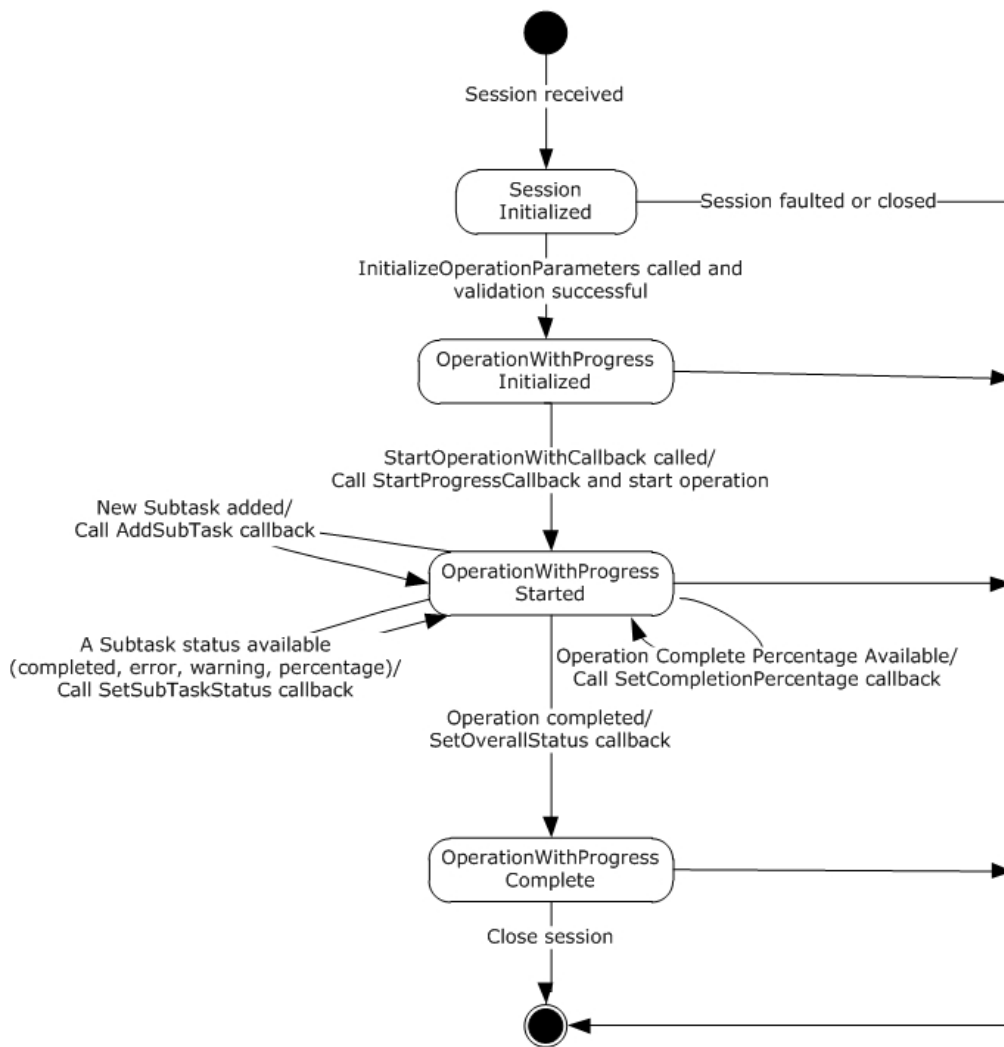 Session received
Session
Initialized
Session faulted or closed
InitializeOperationParameters called and
validation successful
OperationWithProgress
Initialized
StartOperationWithCallback called/
Call StartProgressCallback and start operation
New Subtask added/
Call AddSubTask callback
OperationWithProgress
Started
A Subtask status available
(completed, error, warning, percentage)/
Call SetSubTaskStatus callback
Operation Complete Percentage Available/
Call SetCompletionPercentage callback
Operation completed/
SetOverallStatus callback
OperationWithProgress
Complete
Close session